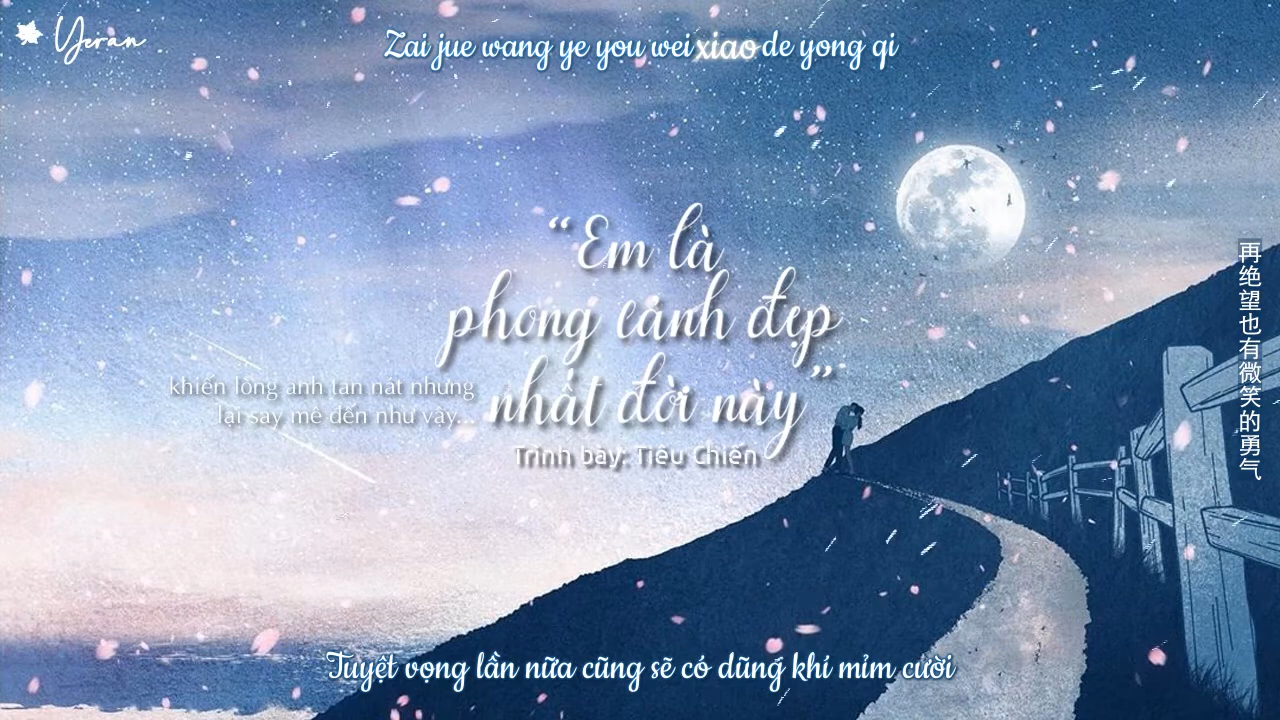 Yeran
Zai jue wang ye you wei xiao de yong qi
“Em là
phong cảnh đẹp
nhất đời này”
khiến lòng anh tan nát nhưng
lại say mê đến như vậy...
Trình bày: Tiêu Chiến
再绝望也有微笑的勇气
Tuyệt vọng lần nữa cũng sẽ có dũng khí mỉm cười